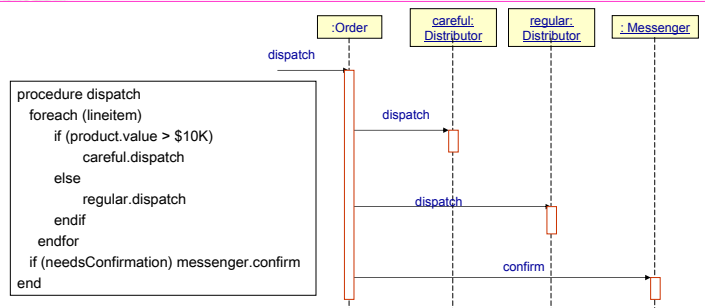 :Order
careful:
Distributor
regular:
Distributor
: Messenger
dispatch
procedure dispatch
foreach (lineitem)
if (product.value > $10K)
careful.dispatch
else
regular.dispatch
endif
endfor
if (needsConfirmation) messenger.confirm
end
dispatch
dispatch
confirm